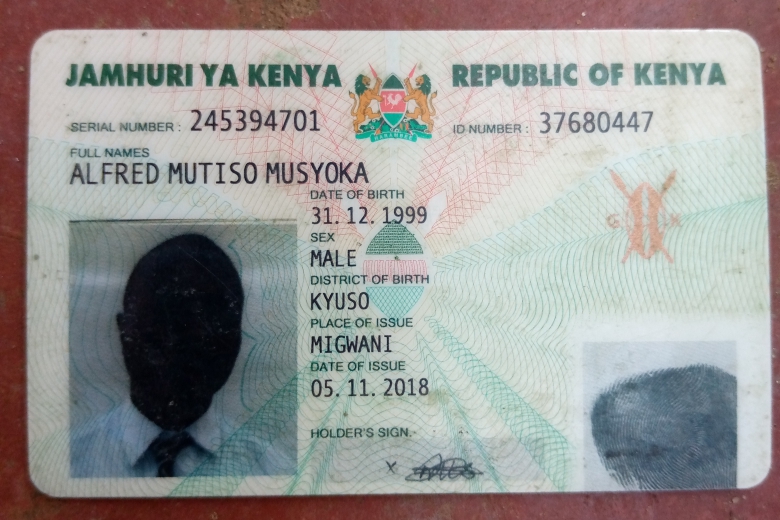 JAMHURI YA KENYA REPUBLIC OF KENYA
SERIAL NUMBER : 245394701 ID NUMBER : 37680447
FULL NAMES
ALFRED MUTISO MUSYOKA
DATE OF BIRTH
31. 12. 1999
SEX
MALE
DISTRICT OF BIRTH
KYUSO
PLACE OF ISSUE
MIGWANI
DATE OF ISSUE
05. 11. 2018
HOLDER'S SIGN.-
X
HARAMBEE